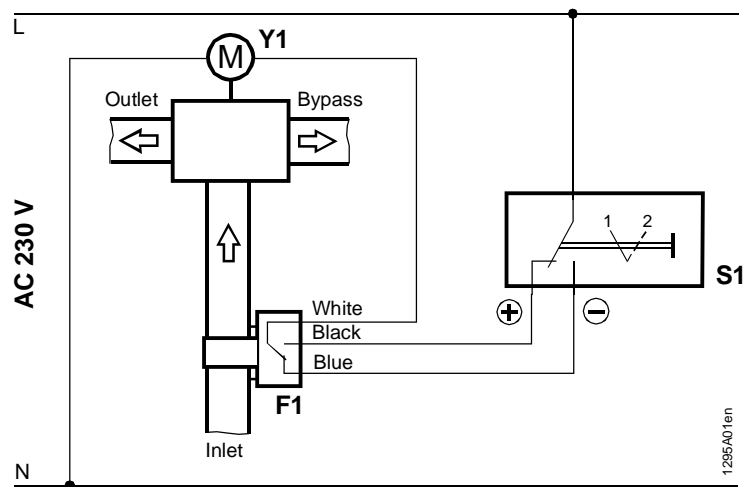 L
M
Y1
Outlet
Bypass
AC 230 V
1
2
S1
+
−
White
Black
Blue
F1
Inlet
N
1295A01en